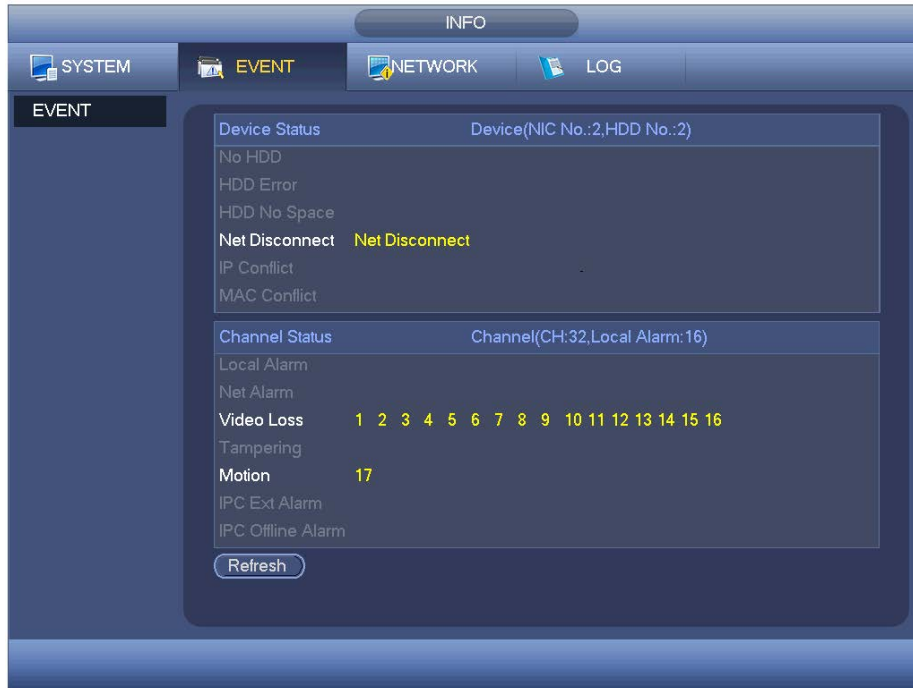 INFO
SYSTEM EVENT NETWORK LOG
EVENT
Device Status Device(NIC No.:2,HDD No.:2)
No HDD
HDD Error
HDD No Space
Net Disconnect Net Disconnect
IP Conflict
MAC Conflict
Channel Status Channel(CH:32,Local Alarm:16)
Local Alarm
Net Alarm
Video Loss 1 2 3 4 5 6 7 8 9 10 11 12 13 14 15 16
Tampering
Motion 17
IPC Ext Alarm
IPC Offline Alarm
Refresh